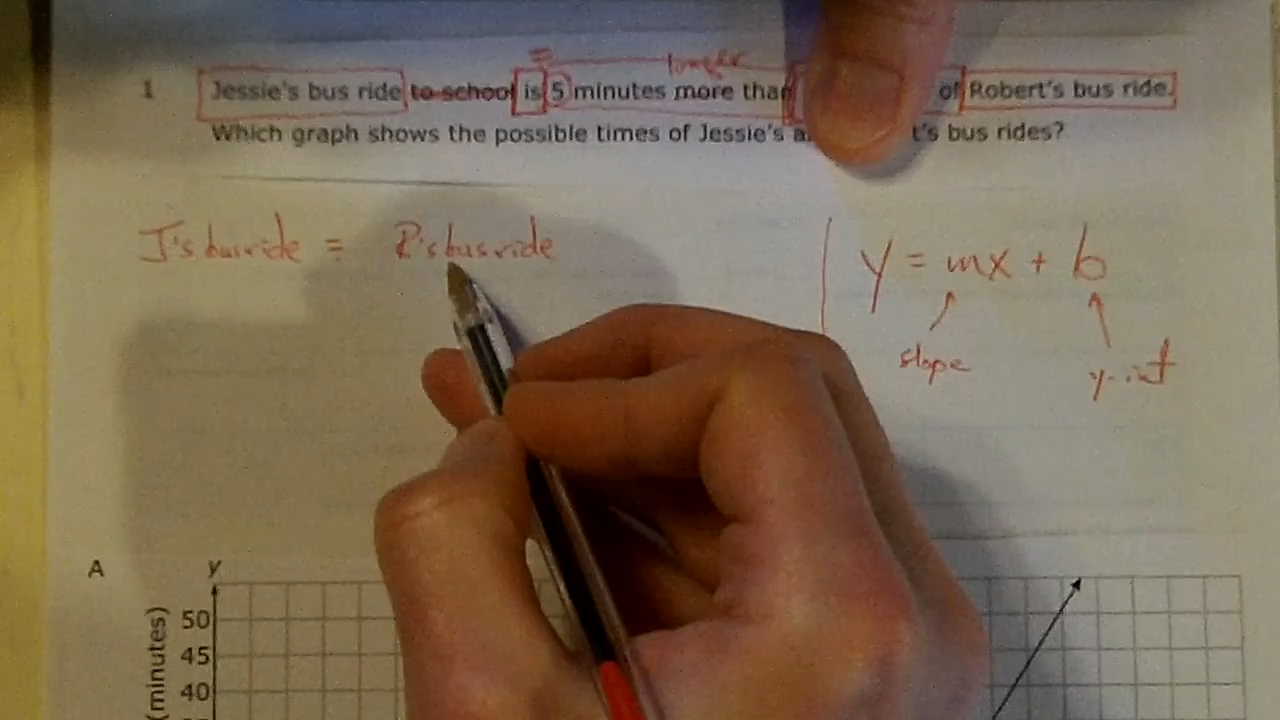 longer
1 Jessie's bus ride to school is 5 minutes more than of Robert's bus ride.
Which graph shows the possible times of Jessie's a t's bus rides?
J's bus ride = R's bus ride
y = mx + b
slope y-int
A y
50
45
40
(minutes)